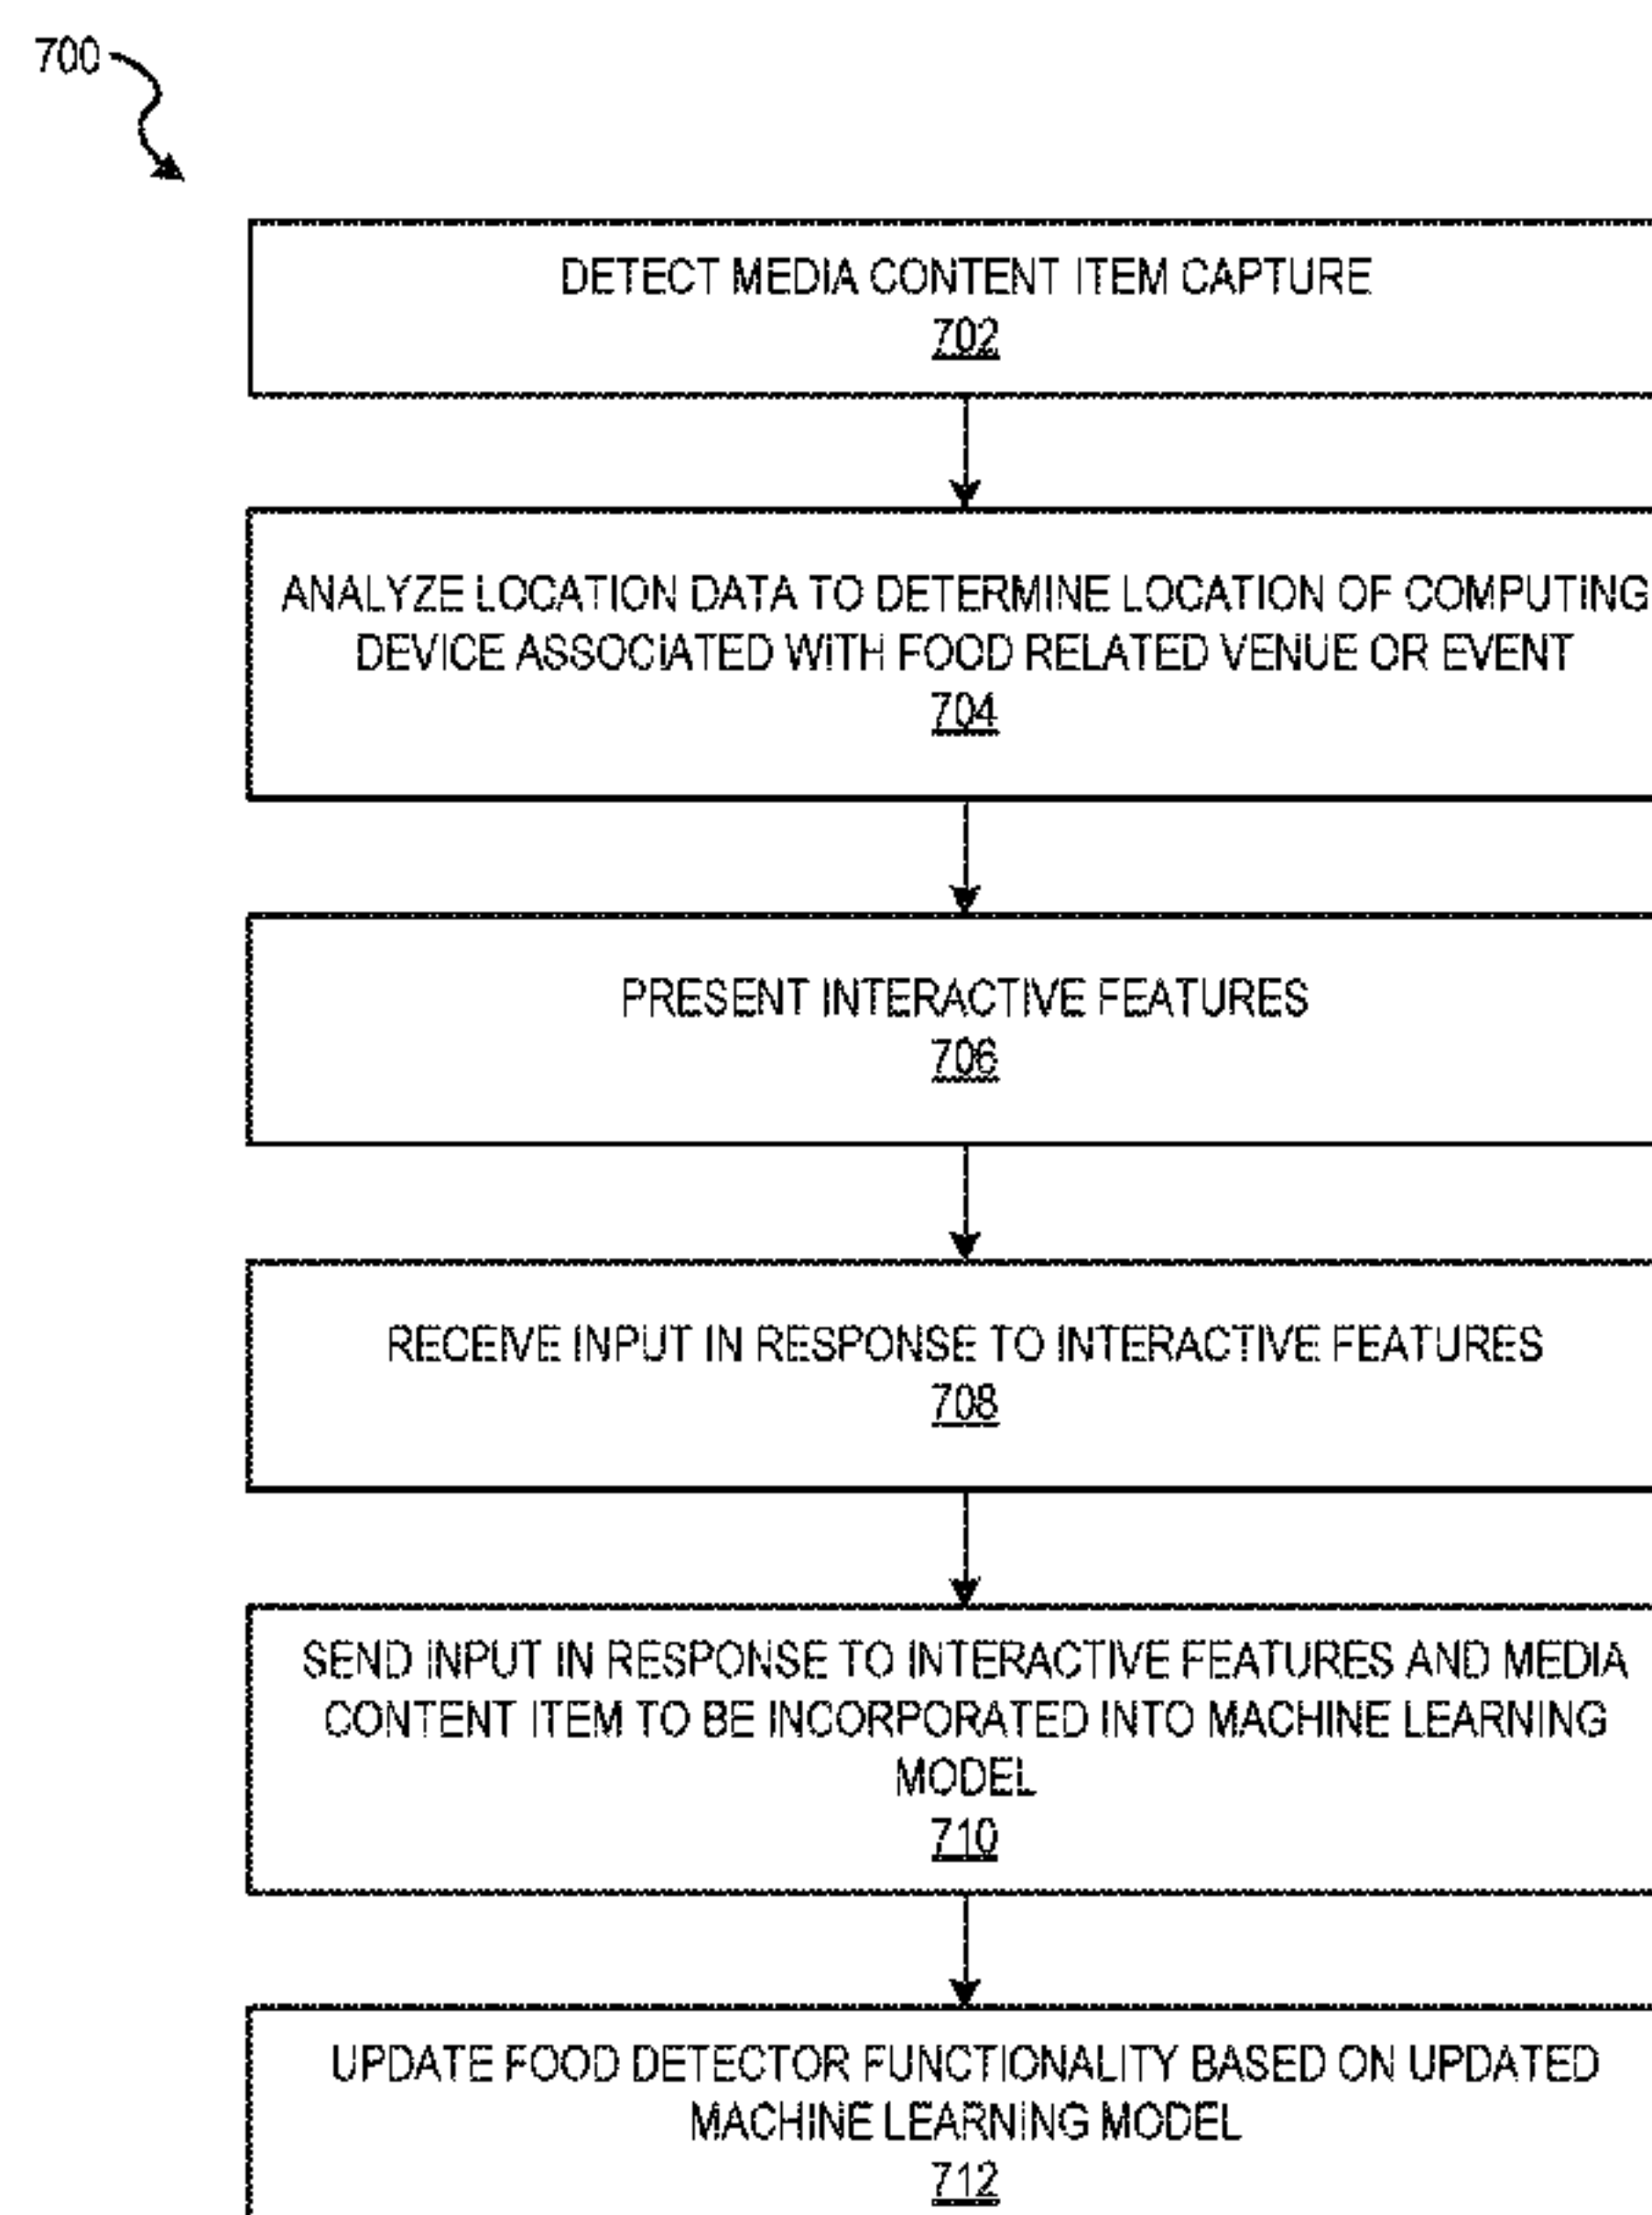 700
DETECT MEDIA CONTENT ITEM CAPTURE
702
ANALYZE LOCATION DATA TO DETERMINE LOCATION OF COMPUTING
DEVICE ASSOCIATED WITH FOOD RELATED VENUE OR EVENT
704
PRESENT INTERACTIVE FEATURES
706
RECEIVE INPUT IN RESPONSE TO INTERACTIVE FEATURES
708
SEND INPUT IN RESPONSE TO INTERACTIVE FEATURES AND MEDIA
CONTENT ITEM TO BE INCORPORATED INTO MACHINE LEARNING
MODEL
710
UPDATE FOOD DETECTOR FUNCTIONALITY BASED ON UPDATED
MACHINE LEARNING MODEL
712